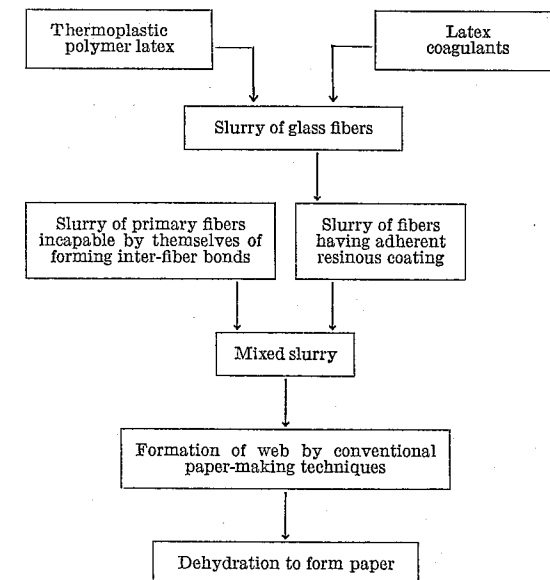 Thermoplastic
polymer latex
Latex
coagulants
Slurry of glass fibers
Slurry of primary fibers
incapable by themselves of
forming inter-fiber bonds
Slurry of fibers
having adherent
resinous coating
Mixed slurry
Formation of web by conventional
paper-making techniques
Dehydration to form paper